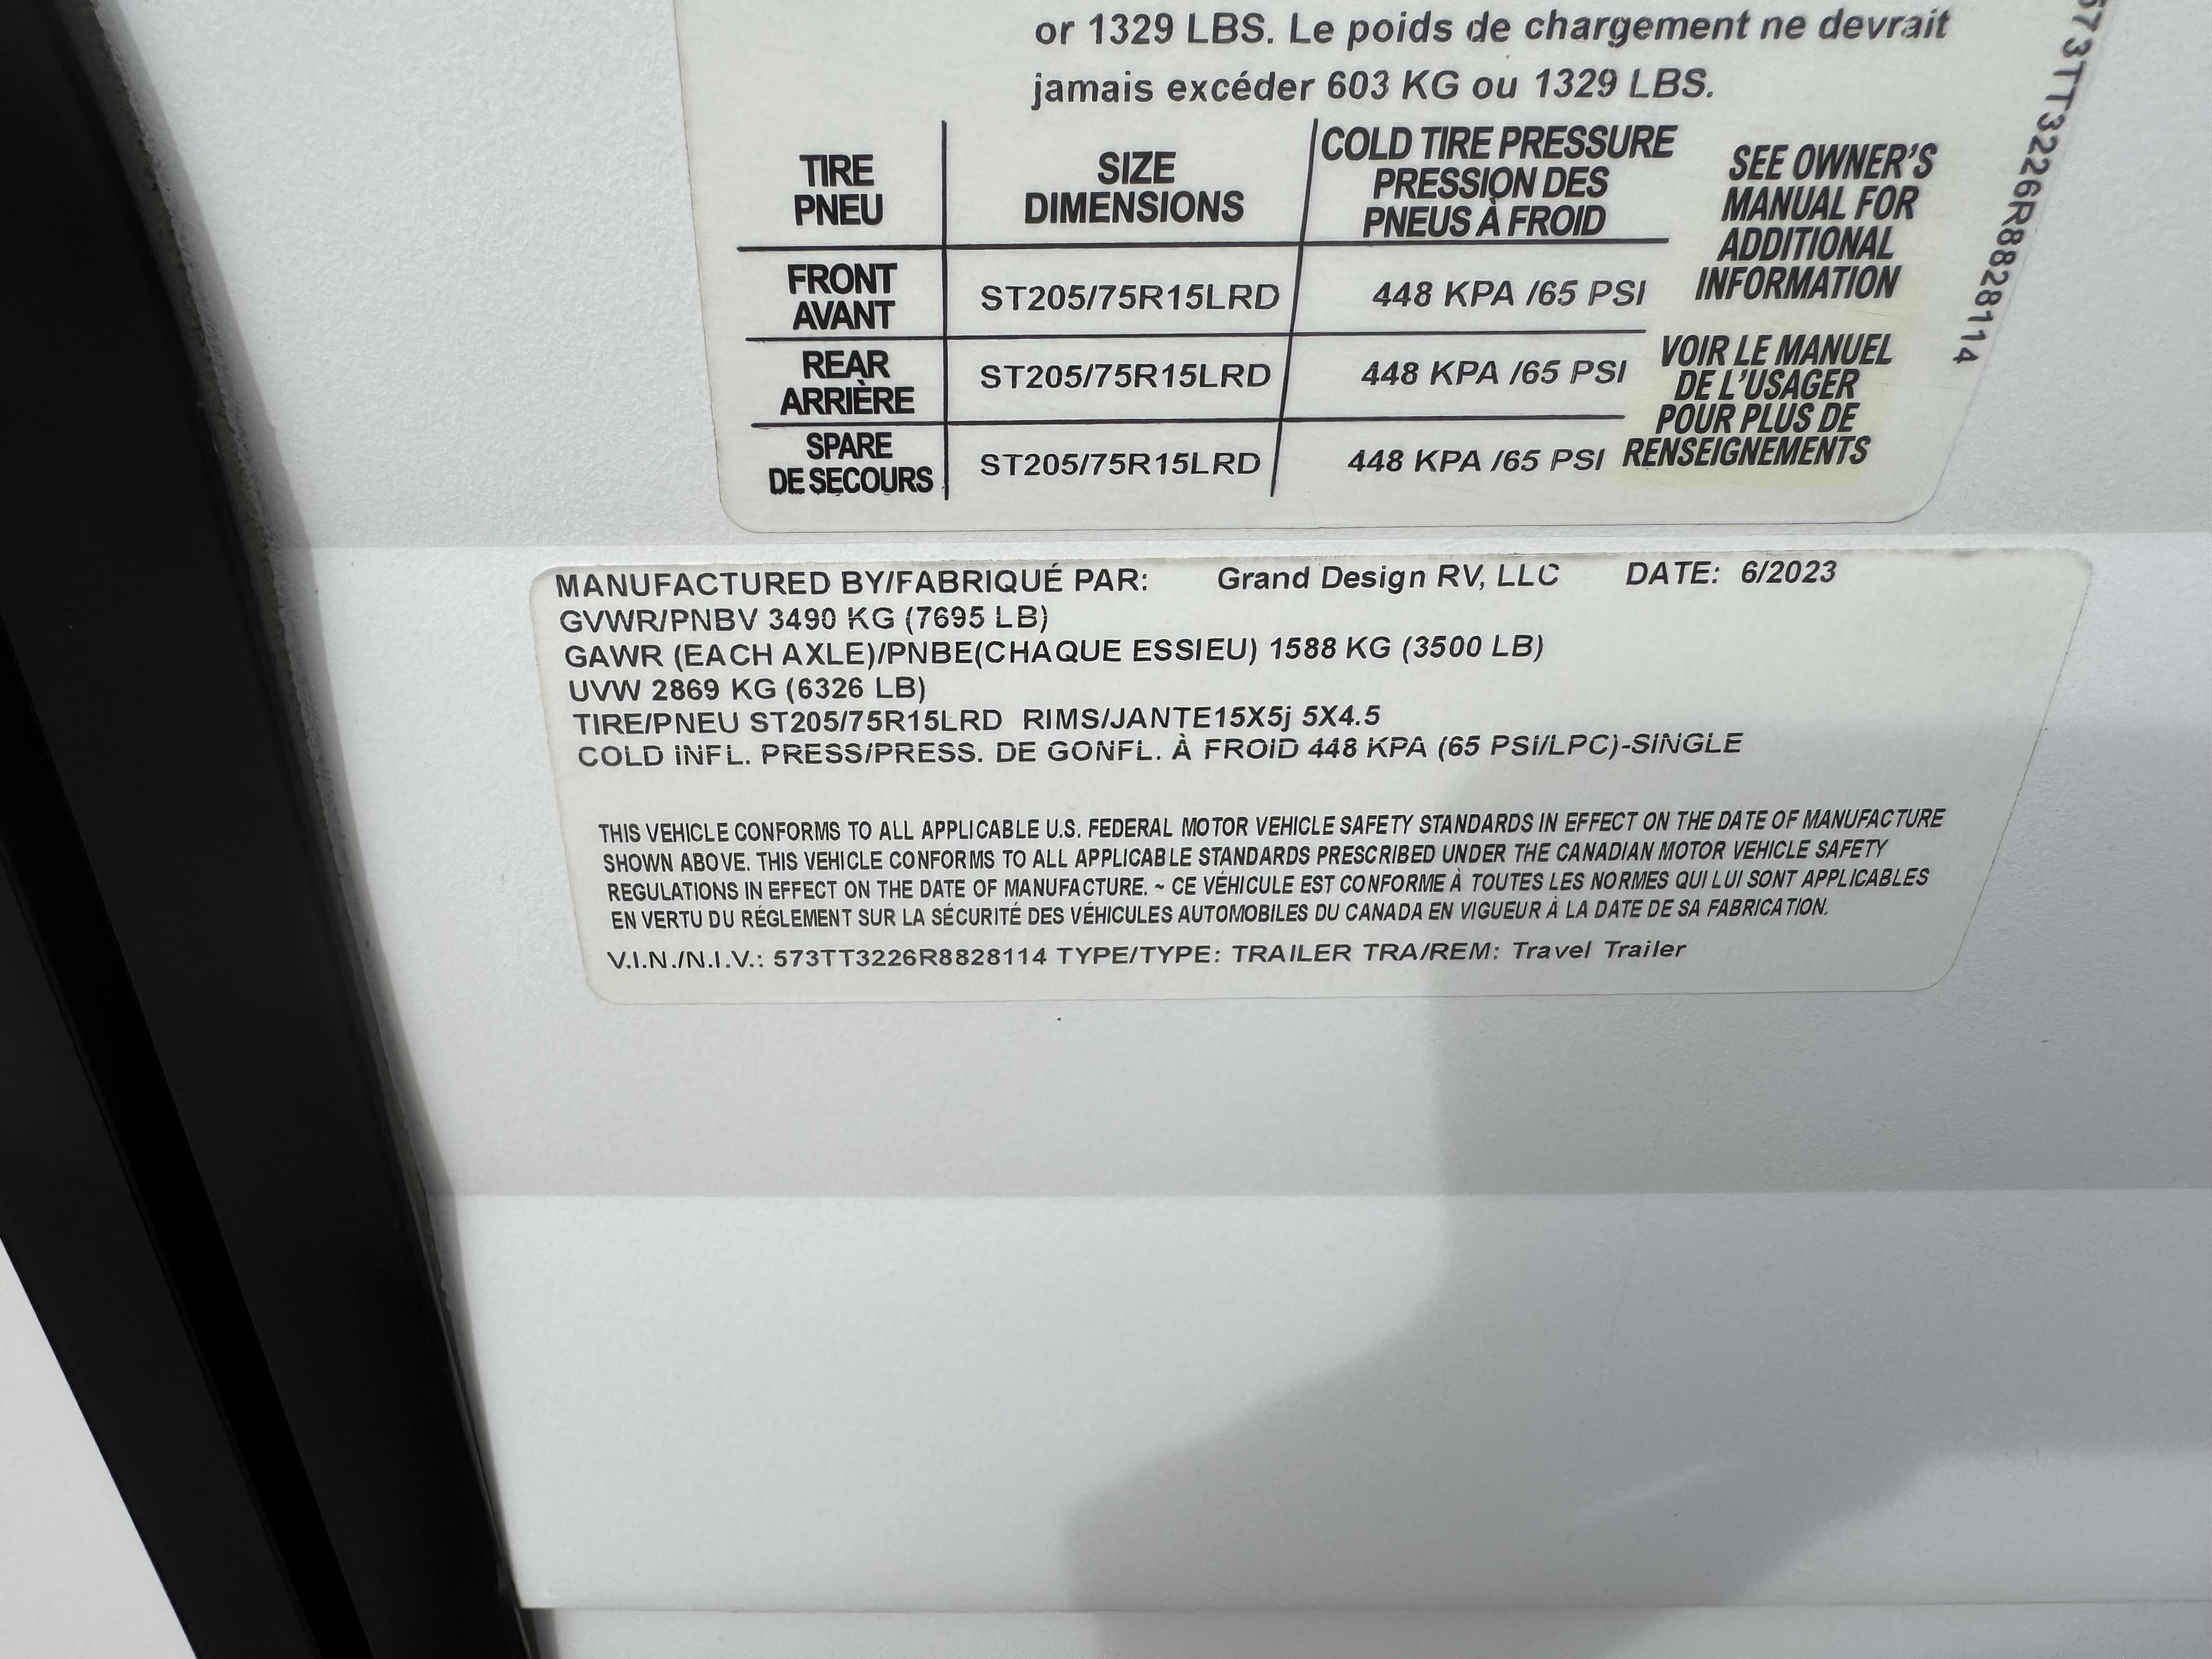 or 1329 LBS. Le poids de chargement ne devrait
jamais excéder 603 KG ou 1329 LBS.
TIRE
PNEU
SIZE
DIMENSIONS
COLD TIRE PRESSURE
PRESSION DES
PNEUS À FROID
SEE OWNER'S
MANUAL FOR
ADDITIONAL
INFORMATION
FRONT
AVANT
ST205/75R15LRD
448 KPA /65 PSI
REAR
ARRIÈRE
ST205/75R15LRD
448 KPA /65 PSI
SPARE
DE SECOURS
ST205/75R15LRD
448 KPA /65 PSI
VOIR LE MANUEL
DE L'USAGER
POUR PLUS DE
RENSEIGNEMENTS
573TT3226R8828114
MANUFACTURED BY/FABRIQUÉ PAR: Grand Design RV, LLC DATE: 6/2023
GVWR/PNBV 3490 KG (7695 LB)
GAWR (EACH AXLE)/PNBE(CHAQUE ESSIEU) 1588 KG (3500 LB)
UVW 2869 KG (6326 LB)
TIRE/PNEU ST205/75R15LRD RIMS/JANTE15X5j 5X4.5
COLD INFL. PRESS/PRESS. DE GONFL. À FROID 448 KPA (65 PSI/LPC)-SINGLE
THIS VEHICLE CONFORMS TO ALL APPLICABLE U.S. FEDERAL MOTOR VEHICLE SAFETY STANDARDS IN EFFECT ON THE DATE OF MANUFACTURE
SHOWN ABOVE. THIS VEHICLE CONFORMS TO ALL APPLICABLE STANDARDS PRESCRIBED UNDER THE CANADIAN MOTOR VEHICLE SAFETY
REGULATIONS IN EFFECT ON THE DATE OF MANUFACTURE. ~ CE VÉHICULE EST CONFORME À TOUTES LES NORMES QUI LUI SONT APPLICABLES
EN VERTU DU RÉGLEMENT SUR LA SÉCURITÉ DES VÉHICULES AUTOMOBILES DU CANADA EN VIGUEUR À LA DATE DE SA FABRICATION.
V.I.N./N.I.V.: 573TT3226R8828114 TYPE/TYPE: TRAILER TRA/REM: Travel Trailer